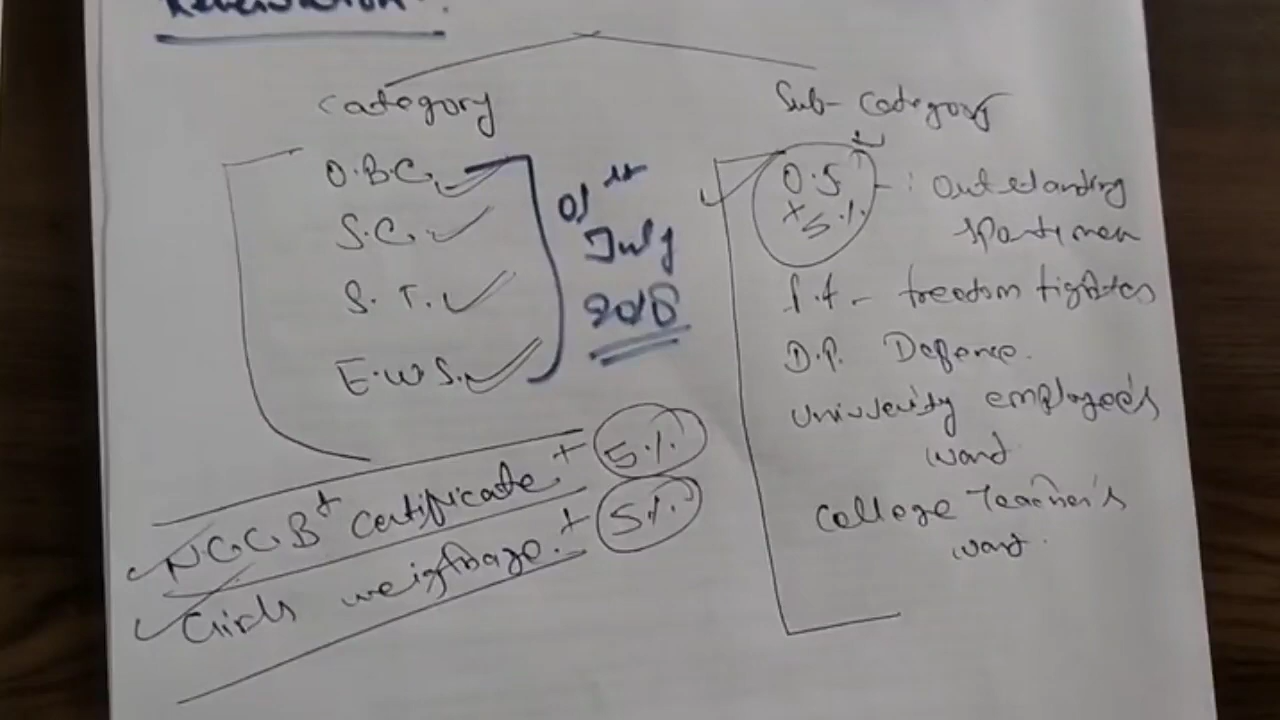 Reservation :
Category
O.B.C.
S.C.
S.T.
E.W.S.
01st
July
2018
NCC B+ Certificate + 5%
Girls weightage. + 5%
Sub-Category
O.S - : Outstanding
+5% Sportsmen
f.f - freedom fighters
D.P. Defence.
University employee's
ward
College Teacher's
ward.